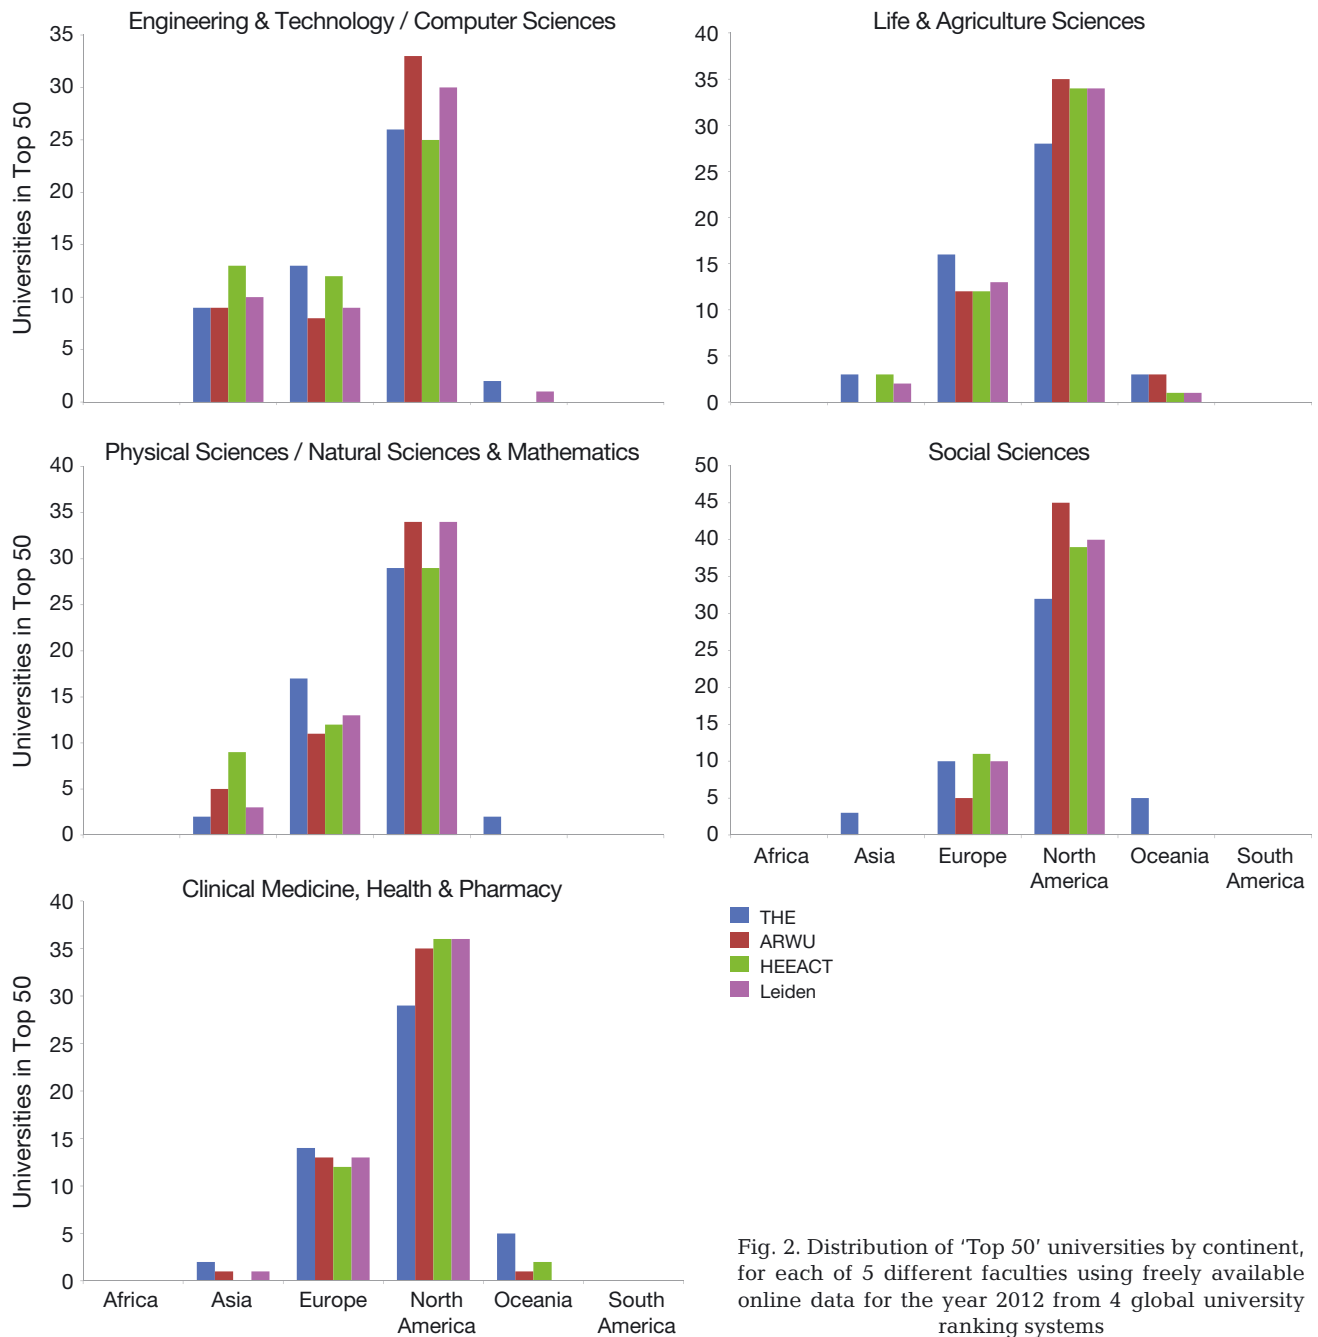 Engineering & Technology / Computer Sciences
Universities in Top 50
35
30
25
20
15
10
5
0
Life & Agriculture Sciences
40
35
30
25
20
15
10
5
0
Physical Sciences / Natural Sciences & Mathematics
Universities in Top 50
40
35
30
25
20
15
10
5
0
Social Sciences
50
45
40
35
30
25
20
15
10
5
0
Africa Asia Europe North Oceania South
America America
THE
ARWU
HEEACT
Leiden
Clinical Medicine, Health & Pharmacy
Universities in Top 50
40
35
30
25
20
15
10
5
0
Africa Asia Europe North Oceania South
America America
Fig. 2. Distribution of ‘Top 50’ universities by continent,
for each of 5 different faculties using freely available
online data for the year 2012 from 4 global university
ranking systems